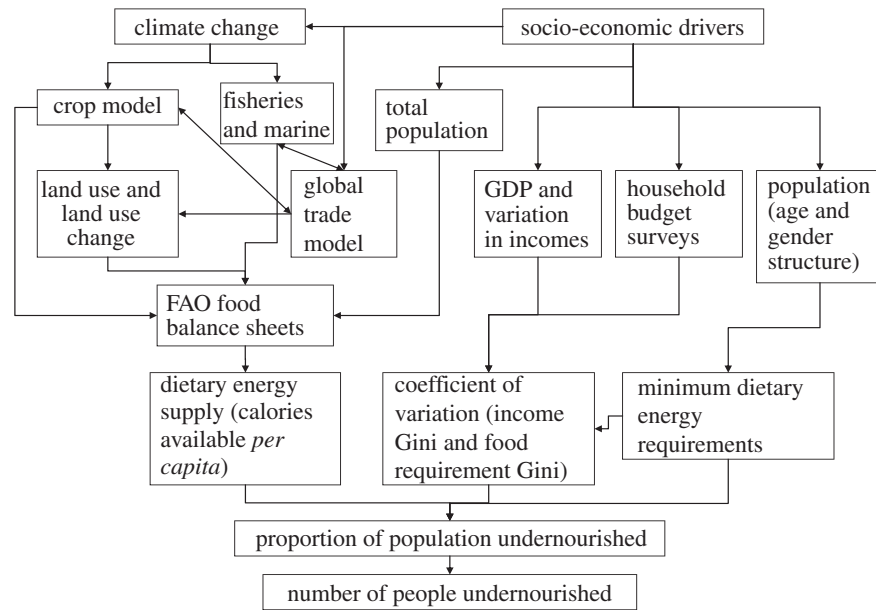 climate change
socio-economic drivers
crop model
fisheries
and marine
total
population
land use and
land use
change
global
trade
model
GDP and
variation
in incomes
household
budget
surveys
population
(age and
gender
structure)
FAO food
balance sheets
dietary energy
supply (calories
available per
capita)
coefficient of
variation (income
Gini and food
requirement Gini)
minimum dietary
energy
requirements
proportion of population undernourished
number of people undernourished